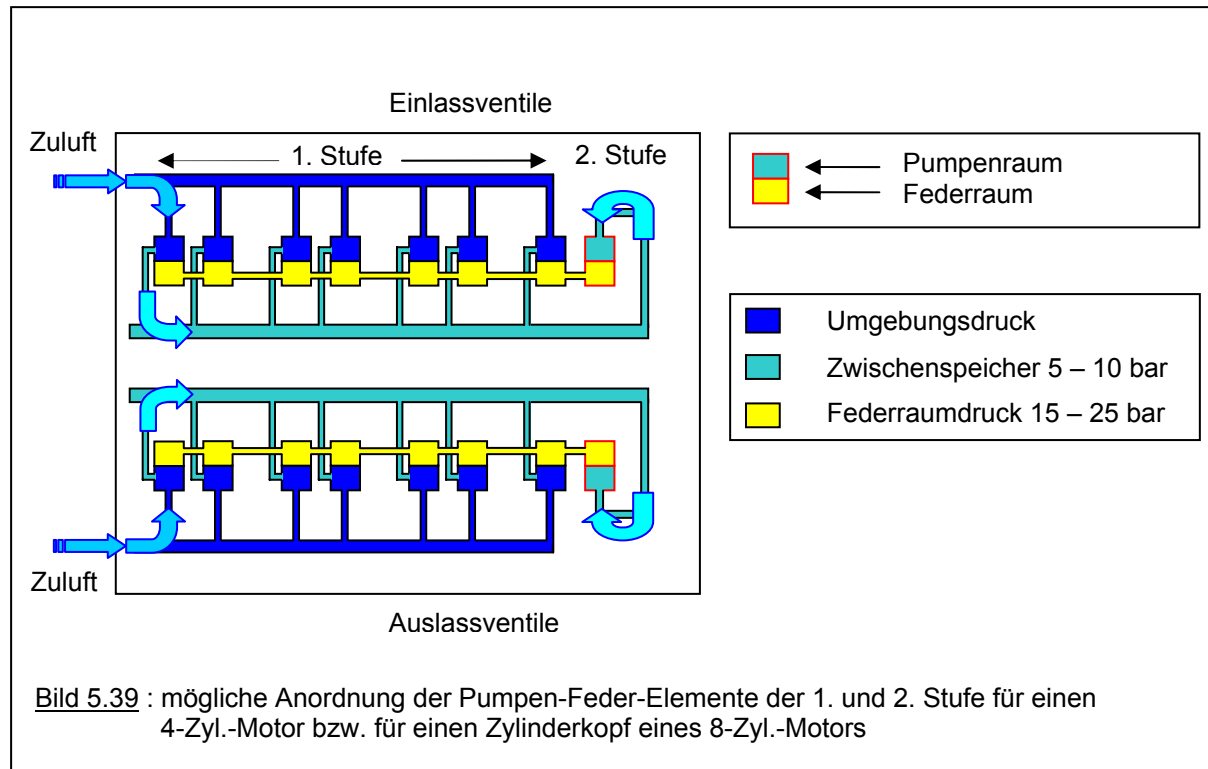 Einlassventile
Zuluft
1. Stufe
2. Stufe
Pumpenraum
Federraum
Umgebungsdruck
Zwischenspeicher 5 – 10 bar
Federraumdruck 15 – 25 bar
Zuluft
Auslassventile
Bild 5.39 : mögliche Anordnung der Pumpen-Feder-Elemente der 1. und 2. Stufe für einen
4-Zyl.-Motor bzw. für einen Zylinderkopf eines 8-Zyl.-Motors